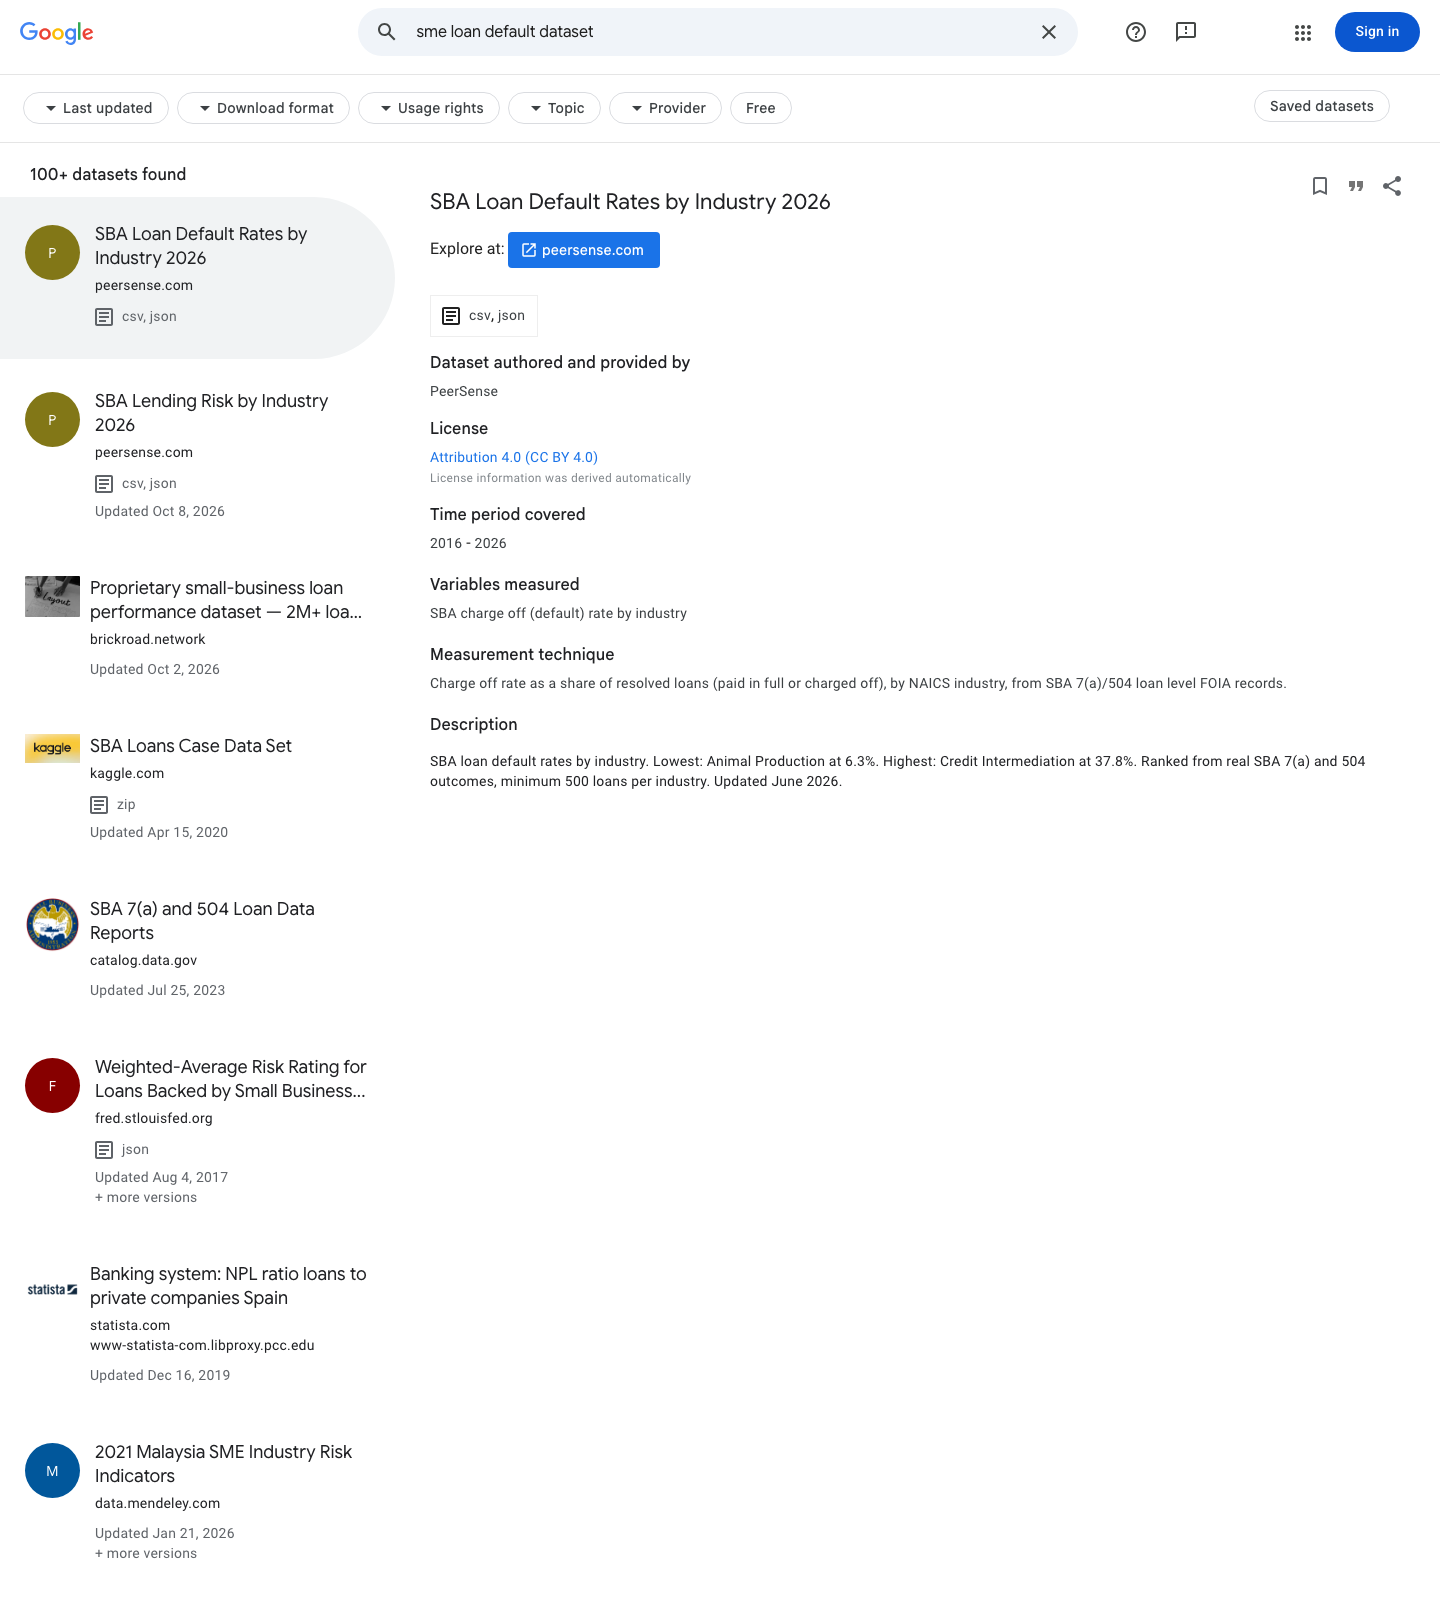 Google
sme loan default dataset
Sign in
Last updated
Download format
Usage rights
Topic
Provider
Free
Saved datasets
100+ datasets found
P
SBA Loan Default Rates by
Industry 2026
peersense.com
csv, json
P
SBA Lending Risk by Industry
2026
peersense.com
csv, json
Updated Oct 8, 2026
Layout
Proprietary small-business loan
performance dataset — 2M+ loa...
brickroad.network
Updated Oct 2, 2026
kaggle
SBA Loans Case Data Set
kaggle.com
zip
Updated Apr 15, 2020
SBA 7(a) and 504 Loan Data
Reports
catalog.data.gov
Updated Jul 25, 2023
F
Weighted-Average Risk Rating for
Loans Backed by Small Business...
fred.stlouisfed.org
json
Updated Aug 4, 2017
+ more versions
statista
Banking system: NPL ratio loans to
private companies Spain
statista.com
www-statista-com.libproxy.pcc.edu
Updated Dec 16, 2019
M
2021 Malaysia SME Industry Risk
Indicators
data.mendeley.com
Updated Jan 21, 2026
+ more versions
SBA Loan Default Rates by Industry 2026
Explore at: peersense.com
csv, json
Dataset authored and provided by
PeerSense
License
Attribution 4.0 (CC BY 4.0)
License information was derived automatically
Time period covered
2016 - 2026
Variables measured
SBA charge off (default) rate by industry
Measurement technique
Charge off rate as a share of resolved loans (paid in full or charged off), by NAICS industry, from SBA 7(a)/504 loan level FOIA records.
Description
SBA loan default rates by industry. Lowest: Animal Production at 6.3%. Highest: Credit Intermediation at 37.8%. Ranked from real SBA 7(a) and 504
outcomes, minimum 500 loans per industry. Updated June 2026.